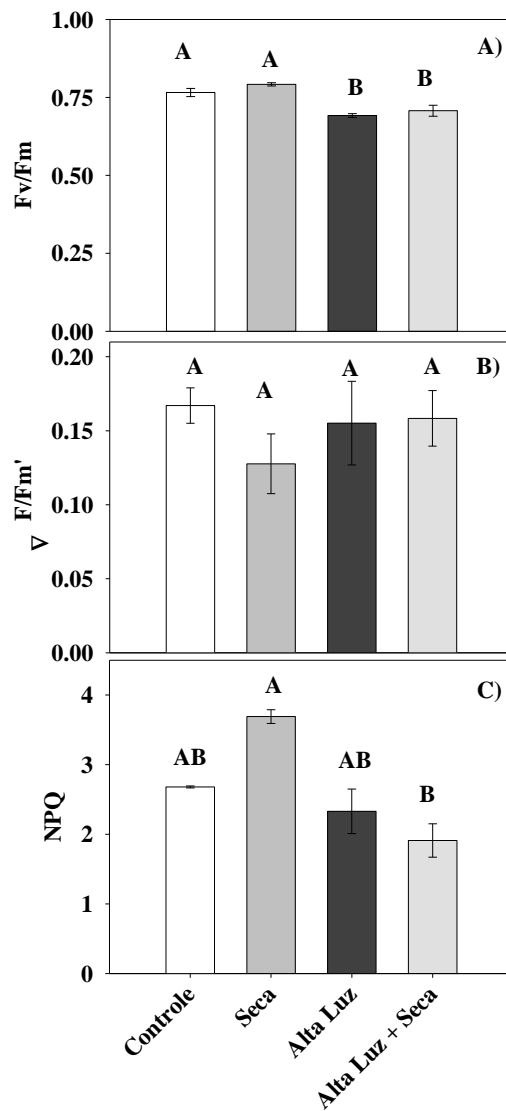 1.00
A)
A
A
B
B
0.75
0.50
0.25
0.00
Fv/Fm
0.20
B)
A
A
A
A
0.15
0.10
0.05
0.00
∇ F/Fm'
C)
4
A
AB
AB
B
3
2
1
0
NPQ
Controle
Seca
Alta Luz
Alta Luz + Seca